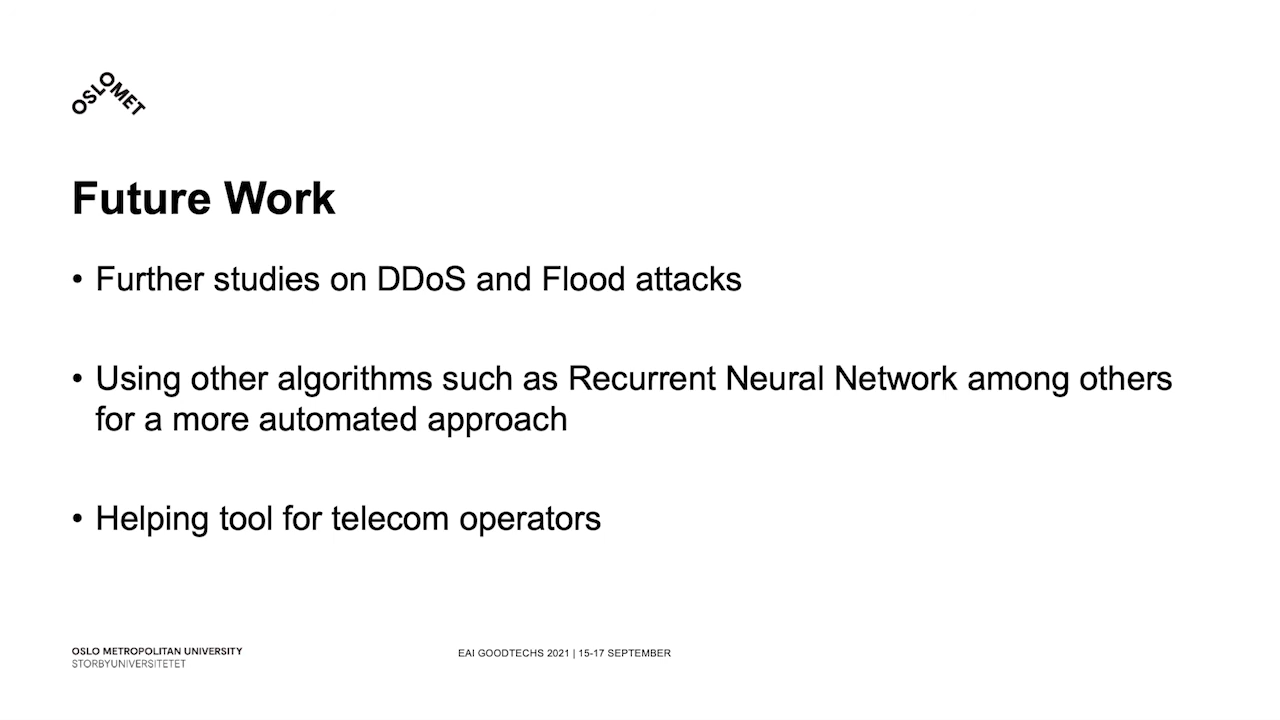 OSLOMET
Future Work
• Further studies on DDoS and Flood attacks
• Using other algorithms such as Recurrent Neural Network among others
for a more automated approach
• Helping tool for telecom operators
OSLO METROPOLITAN UNIVERSITY
STORBYUNIVERSITETET
EAI GOODTECHS 2021 | 15-17 SEPTEMBER